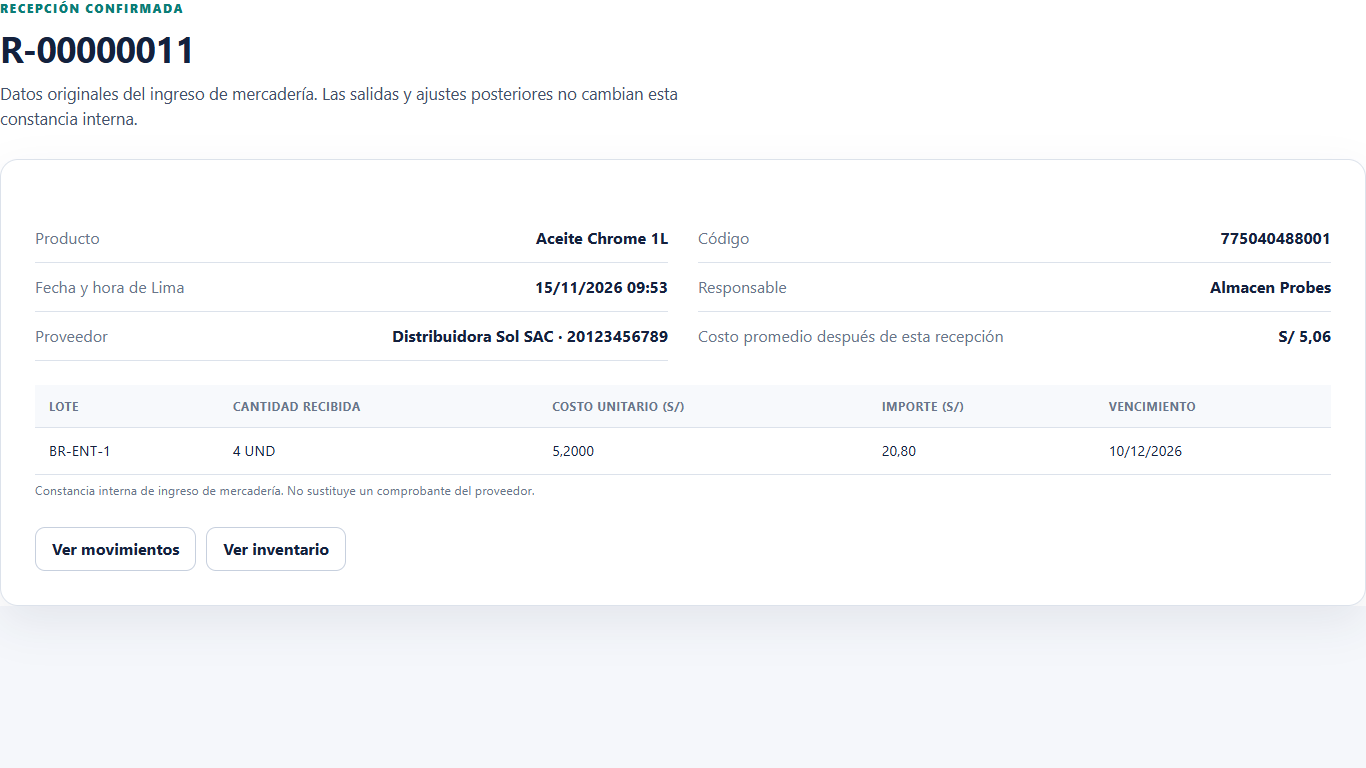 RECEPCIÓN CONFIRMADA
R-00000011
Datos originales del ingreso de mercadería. Las salidas y ajustes posteriores no cambian esta
constancia interna.
Producto Aceite Chrome 1L Código 775040488001
Fecha y hora de Lima 15/11/2026 09:53 Responsable Almacen Probes
Proveedor Distribuidora Sol SAC · 20123456789 Costo promedio después de esta recepción S/ 5,06
LOTE CANTIDAD RECIBIDA COSTO UNITARIO (S/) IMPORTE (S/) VENCIMIENTO
BR-ENT-1 4 UND 5,2000 20,80 10/12/2026
Constancia interna de ingreso de mercadería. No sustituye un comprobante del proveedor.
Ver movimientos Ver inventario